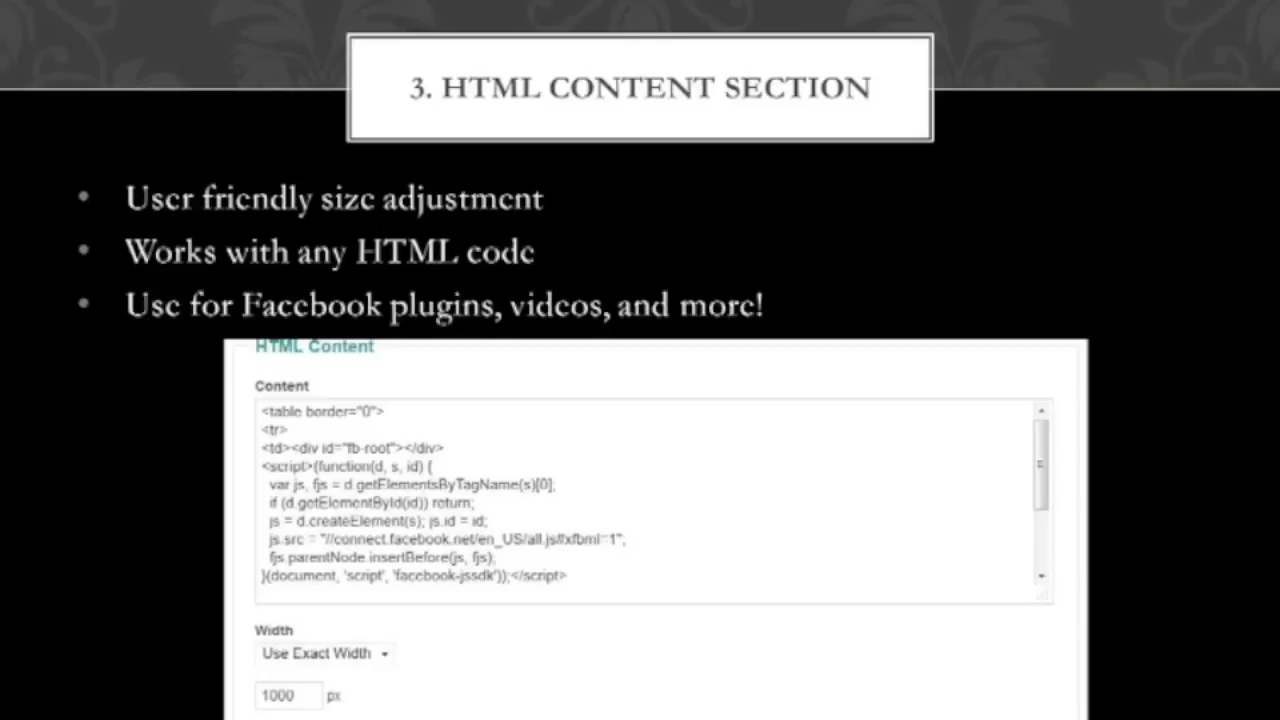 3. HTML CONTENT SECTION
• User friendly size adjustment
• Works with any HTML code
• Use for Facebook plugins, videos, and more!
HTML Content
Content
<table border="0">
<tr>
<td><div id="fb-root"></div>
<script>(function(d, s, id) {
var js, fjs = d.getElementsByTagName(s)[0];
if (d.getElementById(id)) return;
js = d.createElement(s); js.id = id;
js.src = "//connect.facebook.net/en_US/all.js#xfbml=1";
fjs.parentNode.insertBefore(js, fjs);
}(document, 'script', 'facebook-jssdk'));</script>
Width
Use Exact Width
1000 px